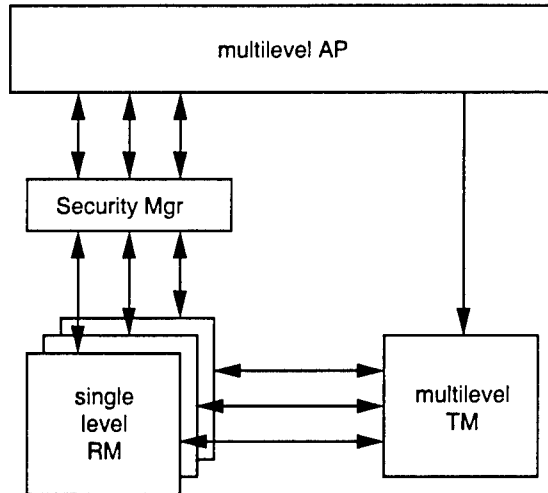 multilevel AP
Security Mgr
single
level
RM
multilevel
TM